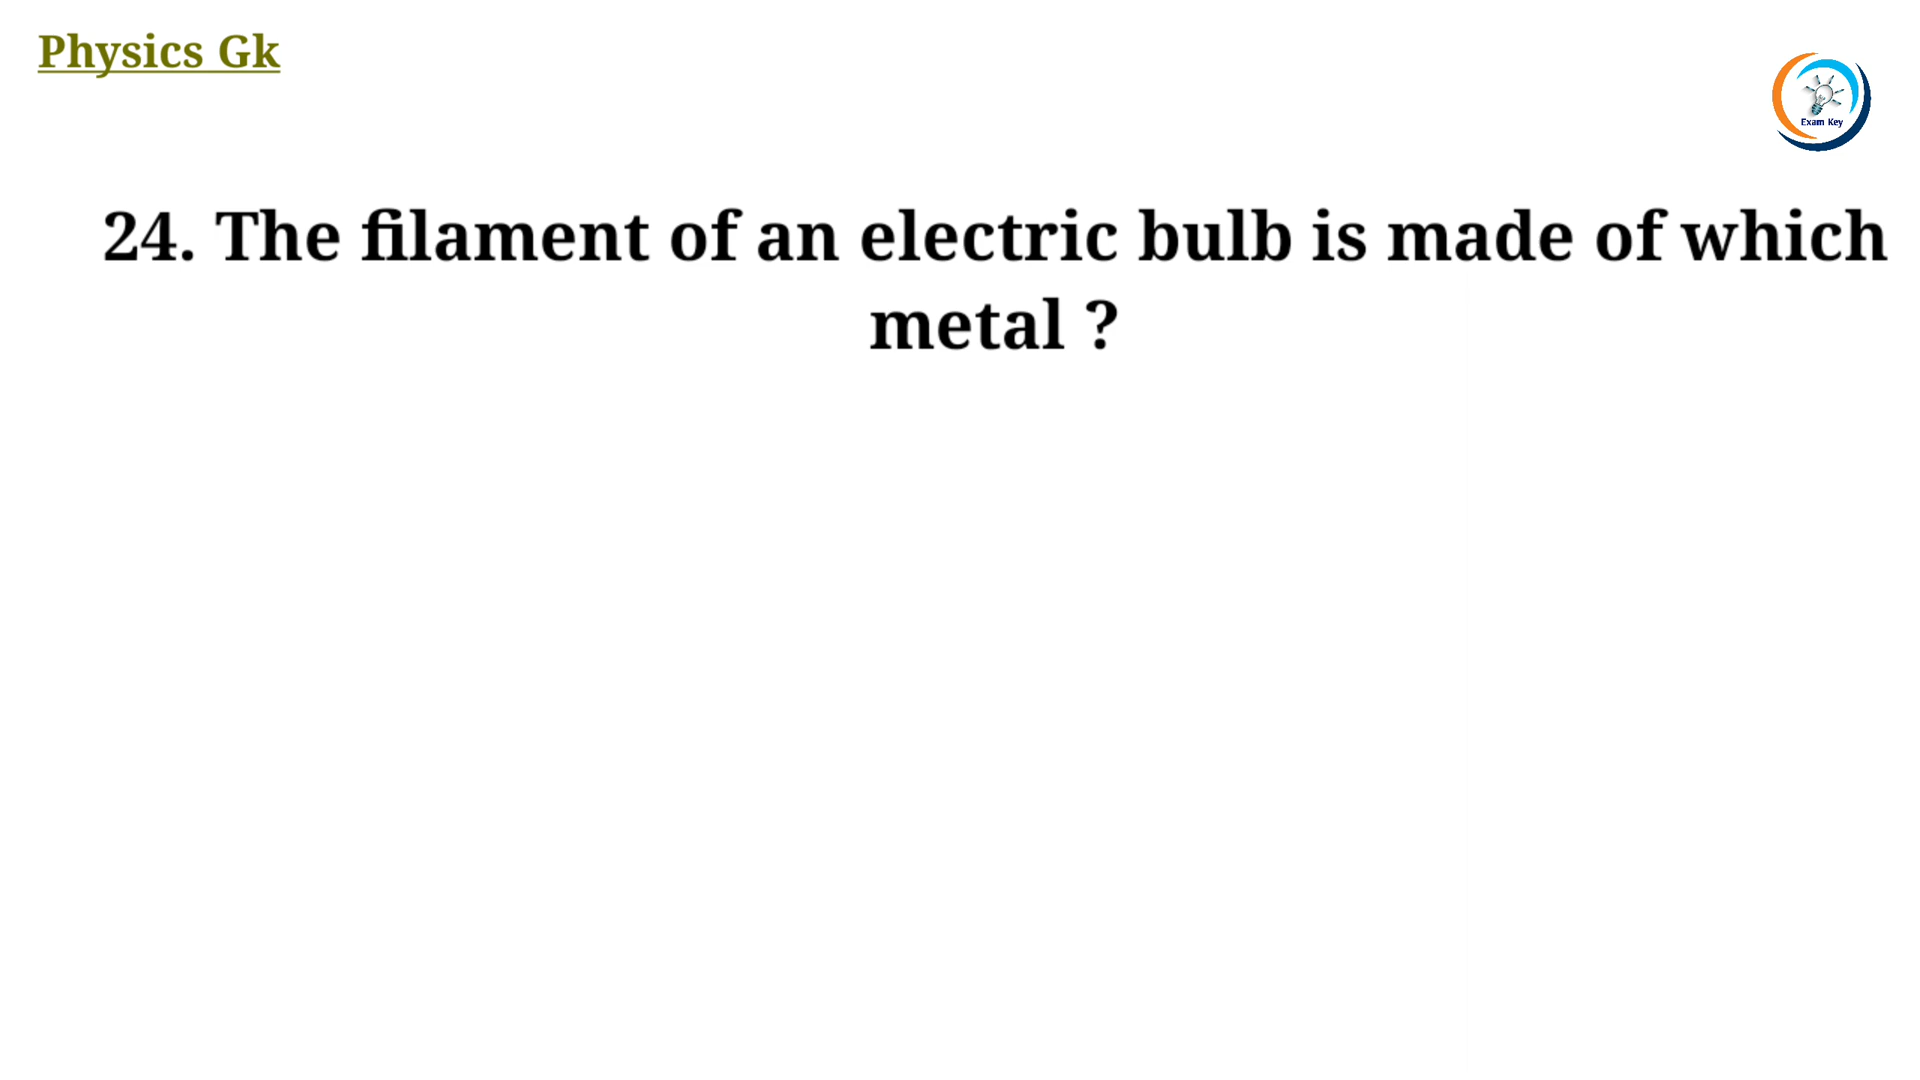 Physics Gk
Exam Key
24. The filament of an electric bulb is made of which
metal ?